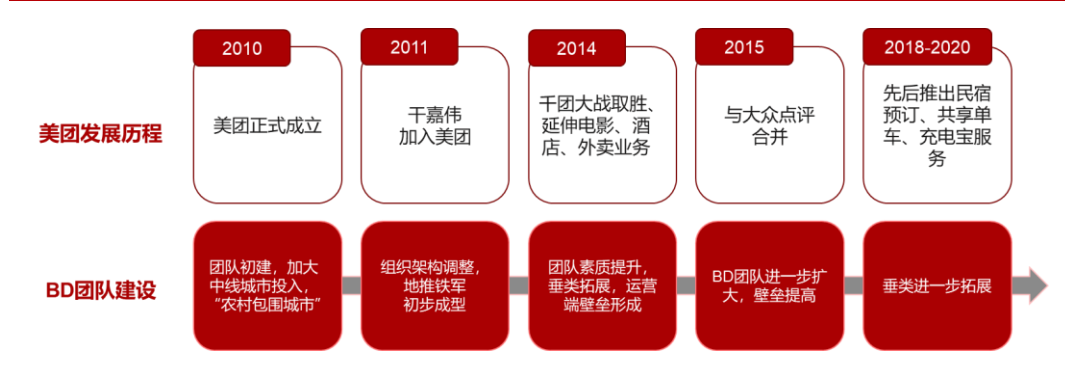 2010
2011
2014
2015
2018-2020
美团发展历程
美团正式成立
干嘉伟
加入美团
千团大战取胜、
延伸电影、酒
店、外卖业务
与大众点评
合并
先后推出民宿
预订、共享单
车、充电宝服
务
BD团队建设
团队初建，加大
中线城市投入，
“农村包围城市”
组织架构调整，
地推铁军
初步成型
团队素质提升，
垂类拓展，运营
端壁垒形成
BD团队进一步扩
大，壁垒提高
垂类进一步拓展